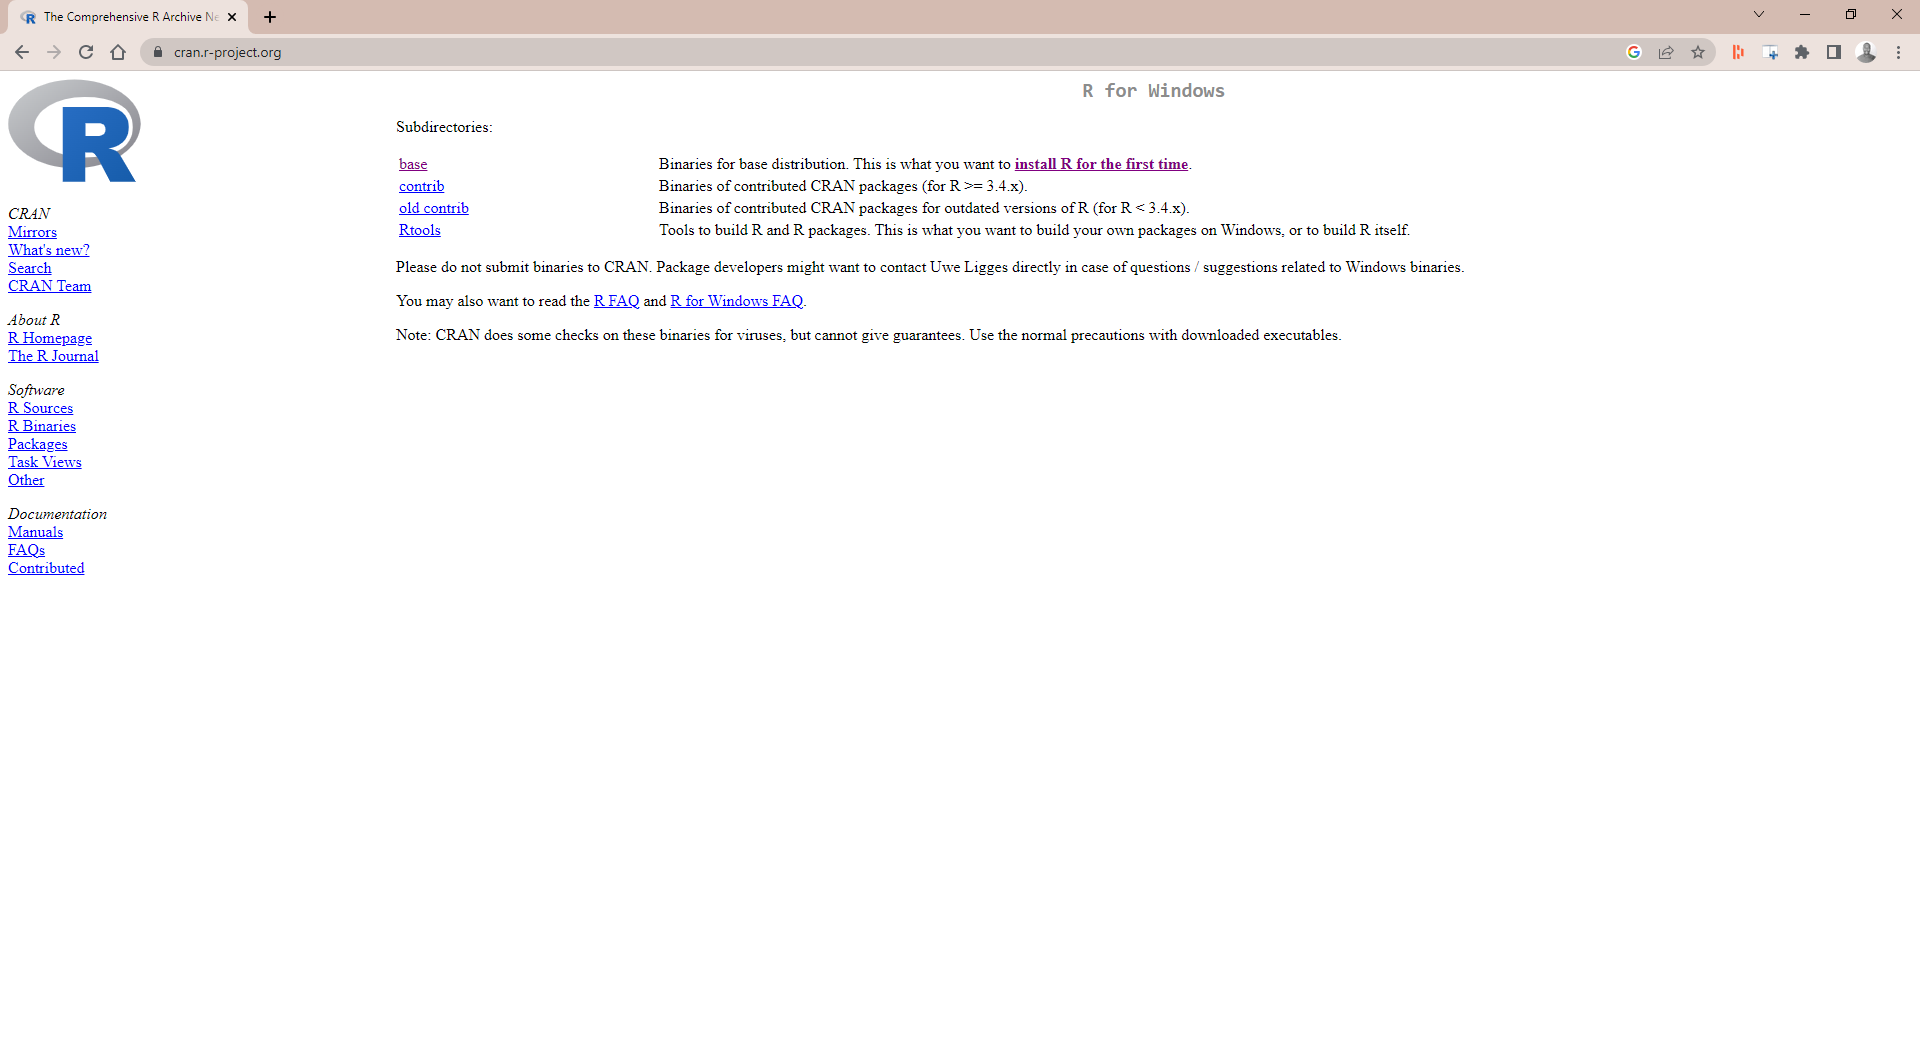 The Comprehensive R Archive Ne
cran.r-project.org
R
CRAN
Mirrors
What's new?
Search
CRAN Team
About R
R Homepage
The R Journal
Software
R Sources
R Binaries
Packages
Task Views
Other
Documentation
Manuals
FAQs
Contributed
R for Windows
Subdirectories:
base Binaries for base distribution. This is what you want to install R for the first time.
contrib Binaries of contributed CRAN packages (for R >= 3.4.x).
old contrib Binaries of contributed CRAN packages for outdated versions of R (for R < 3.4.x).
Rtools Tools to build R and R packages. This is what you want to build your own packages on Windows, or to build R itself.
Please do not submit binaries to CRAN. Package developers might want to contact Uwe Ligges directly in case of questions / suggestions related to Windows binaries.
You may also want to read the R FAQ and R for Windows FAQ.
Note: CRAN does some checks on these binaries for viruses, but cannot give guarantees. Use the normal precautions with downloaded executables.